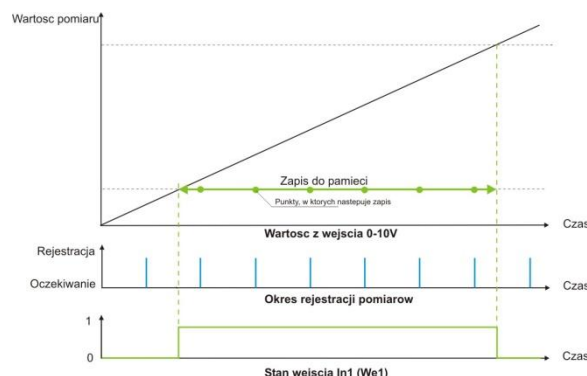 Wartosc pomiaru
Zapis do pamieci
Punkty, w ktorych nastepuje zapis
Czas
Wartosc z wejscia 0-10V
Rejestracja
Oczekiwanie
Czas
Okres rejestracji pomiarow
1
0
Czas
Stan wejscia In1 (We1)